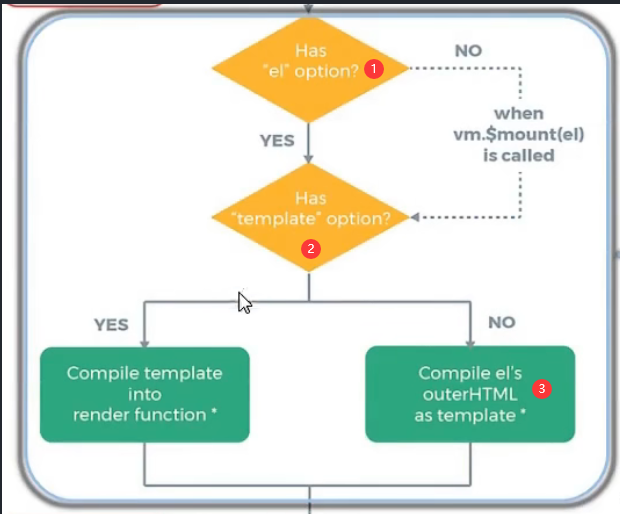 Has
"el" option? 1
NO
when
vm.$mount(el)
is called
YES
Has
"template" option?
2
YES
NO
Compile template
into
render function *
Compile el's
outerHTML
as template *
3